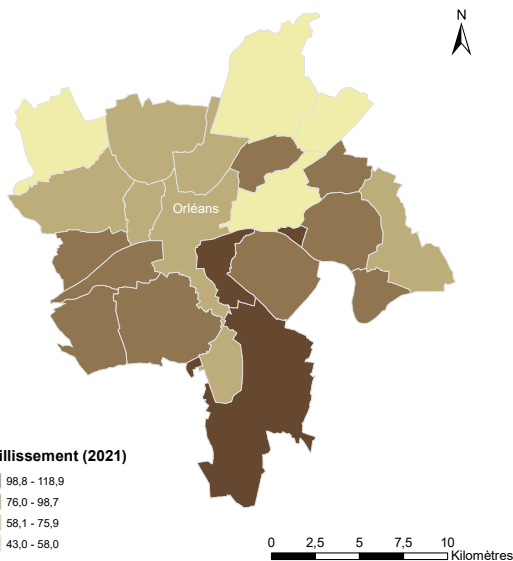 N
Orléans
illissement (2021)
98,8 - 118,9
76,0 - 98,7
58,1 - 75,9
43,0 - 58,0
0 2,5 5 7,5 10
Kilomètres